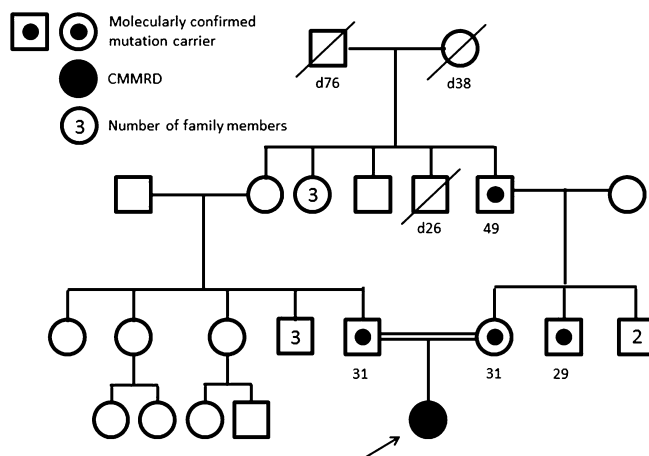 Molecularly confirmed
mutation carrier
CMMRD
3 Number of family members
d76 d38
3
d26 49
3 2
31 31 29